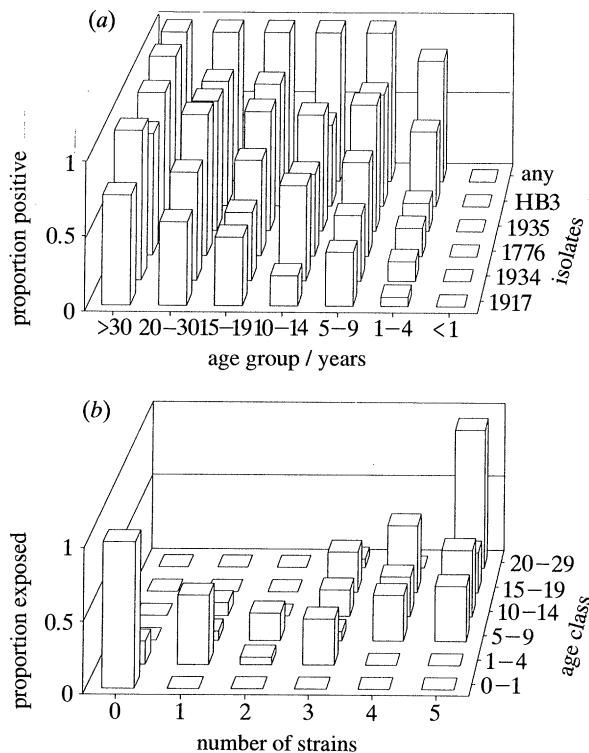 (a)
proportion positive
1
0.5
0
>30 20–30 15–19 10–14 5–9 1–4 <1
age group / years
any
HB3
1935
1776
1934
1917
isolates
(b)
proportion exposed
1
0.5
0
0 1 2 3 4 5
number of strains
20–29
15–19
10–14
5–9
1–4
0–1
age class